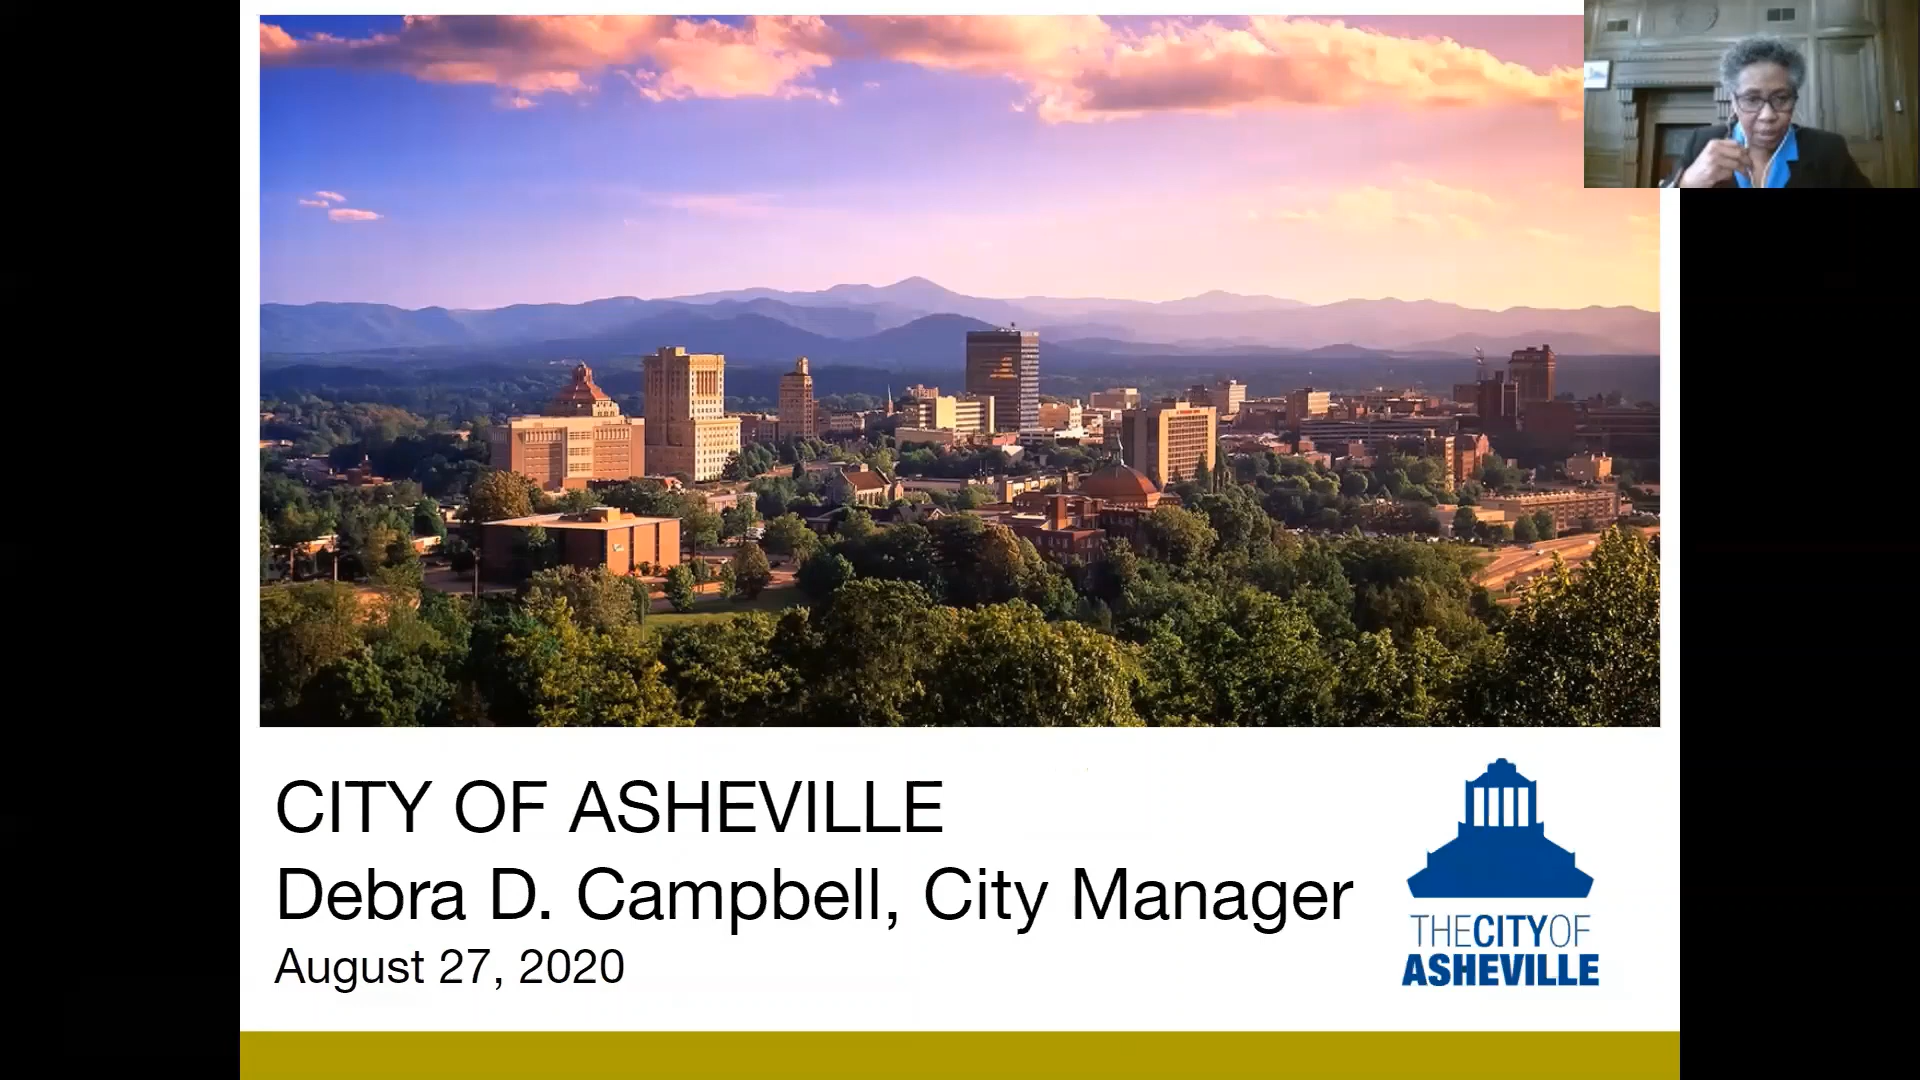 CITY OF ASHEVILLE
Debra D. Campbell, City Manager
August 27, 2020
THECITYOF
ASHEVILLE